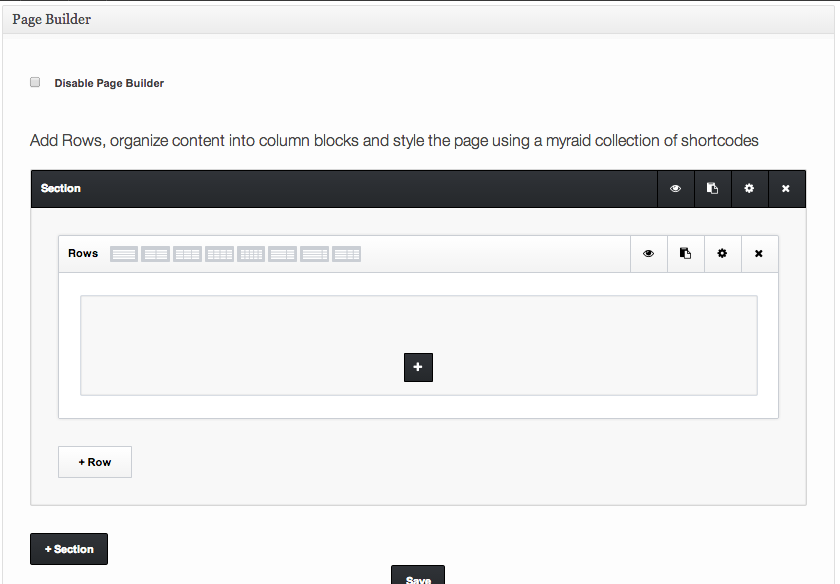 Page Builder
Disable Page Builder
Add Rows, organize content into column blocks and style the page using a myraid collection of shortcodes
Section
Rows
+
+ Row
+ Section
Save